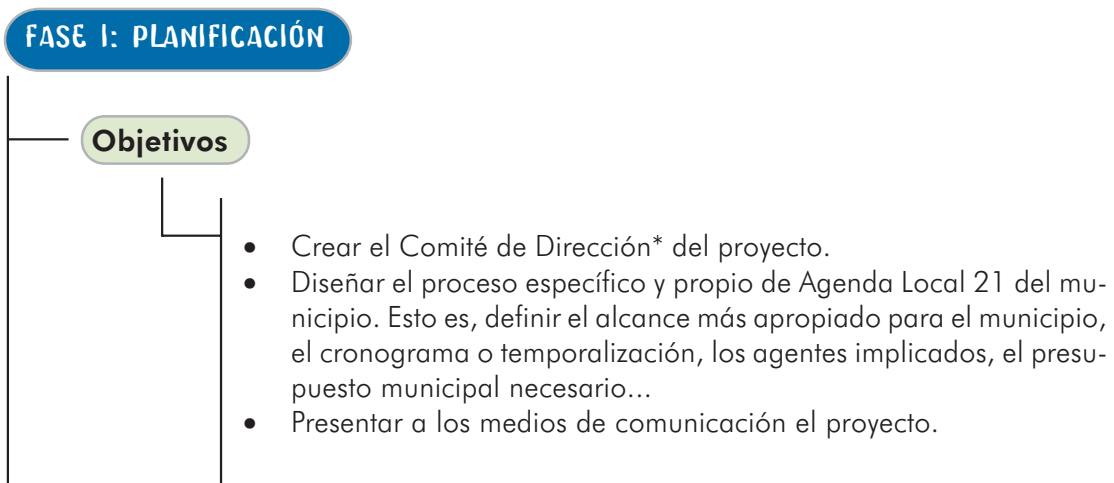 FASE I: PLANIFICACIÓN
Objetivos
• Crear el Comité de Dirección* del proyecto.
• Diseñar el proceso específico y propio de Agenda Local 21 del mu-
nicipio. Esto es, definir el alcance más apropiado para el municipio,
el cronograma o temporalización, los agentes implicados, el presu-
puesto municipal necesario...
• Presentar a los medios de comunicación el proyecto.